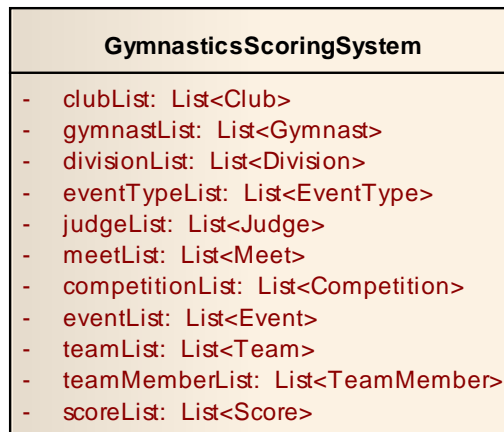 GymnasticsScoringSystem
- clubList: List<Club>
- gymnastList: List<Gymnast>
- divisionList: List<Division>
- eventTypeList: List<EventType>
- judgeList: List<Judge>
- meetList: List<Meet>
- competitionList: List<Competition>
- eventList: List<Event>
- teamList: List<Team>
- teamMemberList: List<TeamMember>
- scoreList: List<Score>